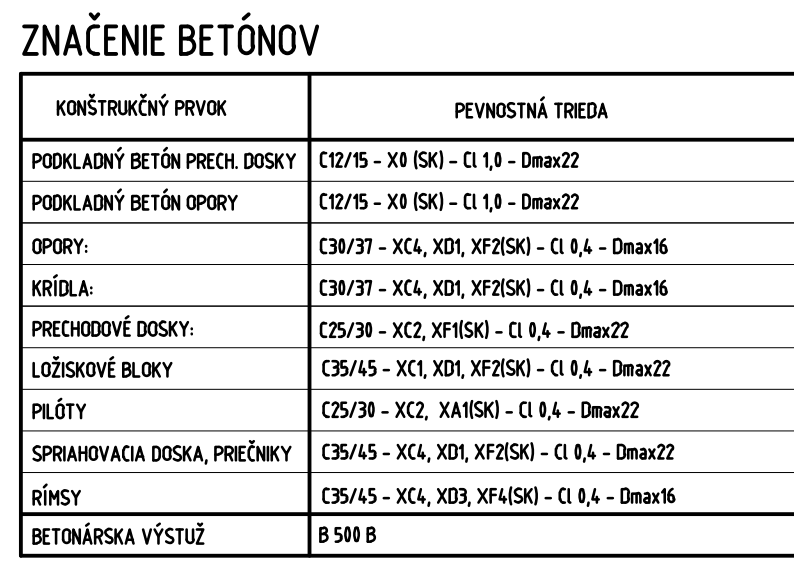 ZNAČENIE BETÓNOV
KONŠTRUKČNÝ PRVOK PEVNOSTNÁ TRIEDA
PODKLADNÝ BETÓN PRECH. DOSKY C12/15 - X0 (SK) - Cl 1,0 - Dmax22
PODKLADNÝ BETÓN OPORY C12/15 - X0 (SK) - Cl 1,0 - Dmax22
OPORY: C30/37 - XC4, XD1, XF2(SK) - Cl 0,4 - Dmax16
KRÍDLA: C30/37 - XC4, XD1, XF2(SK) - Cl 0,4 - Dmax16
PRECHODOVÉ DOSKY: C25/30 - XC2, XF1(SK) - Cl 0,4 - Dmax22
LOŽISKOVÉ BLOKY C35/45 - XC1, XD1, XF2(SK) - Cl 0,4 - Dmax22
PILÓTY C25/30 - XC2, XA1(SK) - Cl 0,4 - Dmax22
SPRIAHOVACIA DOSKA, PRIEČNIKY C35/45 - XC4, XD1, XF2(SK) - Cl 0,4 - Dmax22
RÍMSY C35/45 - XC4, XD3, XF4(SK) - Cl 0,4 - Dmax16
BETONÁRSKA VÝSTUŽ B 500 B